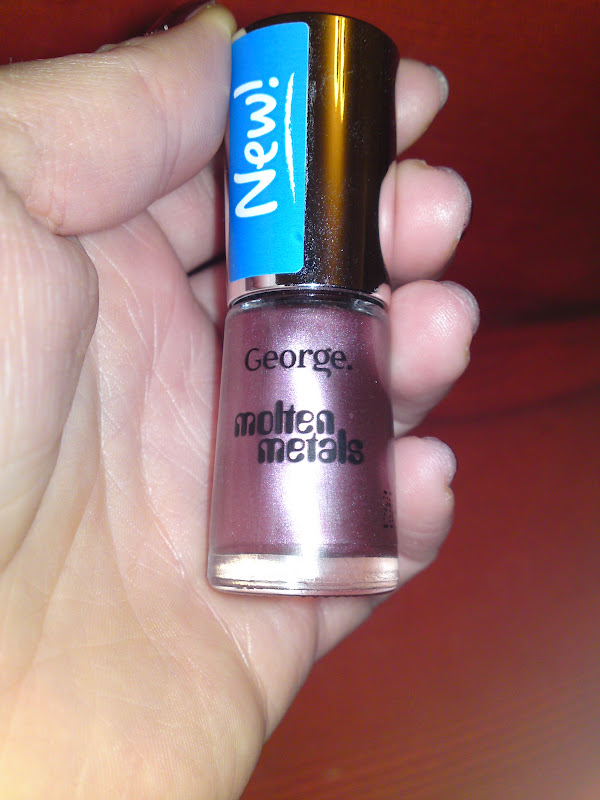 New!
George.
molten
metals